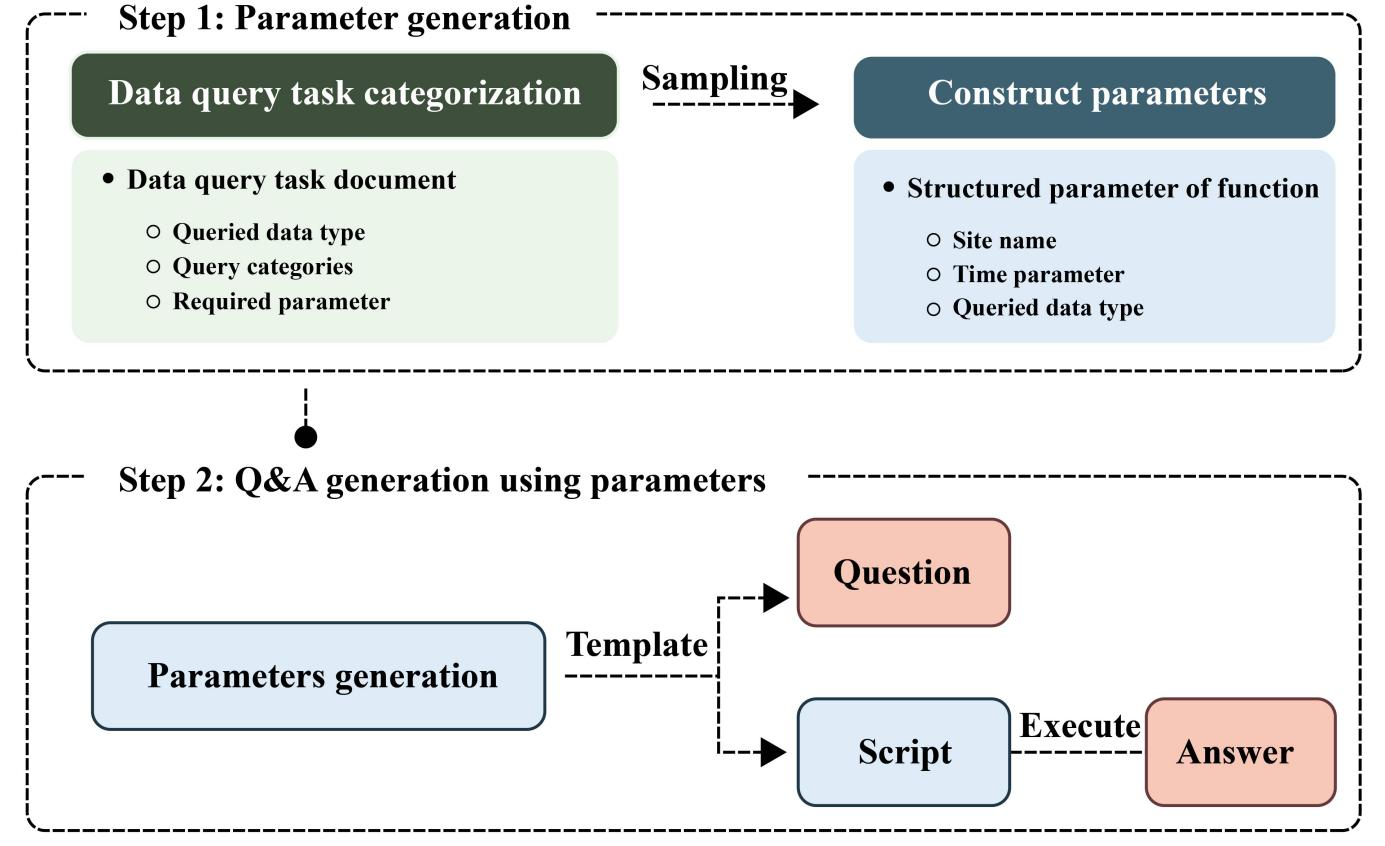 Step 1: Parameter generation
Data query task categorization
Sampling
Construct parameters
• Data query task document
○ Queried data type
○ Query categories
○ Required parameter
• Structured parameter of function
○ Site name
○ Time parameter
○ Queried data type
Step 2: Q&A generation using parameters
Parameters generation
Template
Question
Script
Execute
Answer